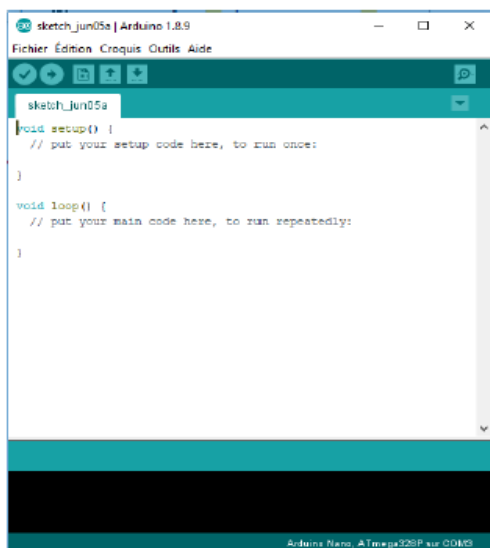 sketch_jun05a | Arduino 1.8.9
Fichier Édition Croquis Outils Aide
sketch_jun05a
void setup() {
// put your setup code here, to run once:
}
void loop() {
// put your main code here, to run repeatedly:
}
Arduino Nano, ATmega328P sur COM3